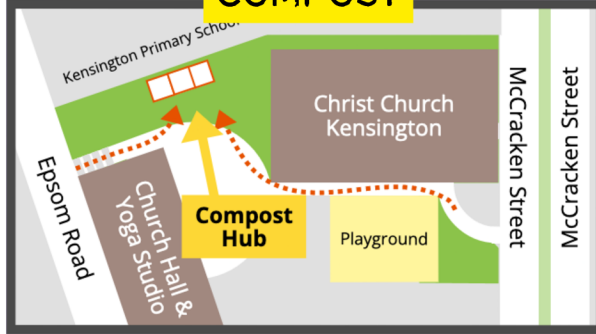 COMPOST
Kensington Primary School
Christ Church
Kensington
McCracken Street
McCracken Street
Epsom Road
Church Hall &
Yoga Studio
Compost
Hub
Playground